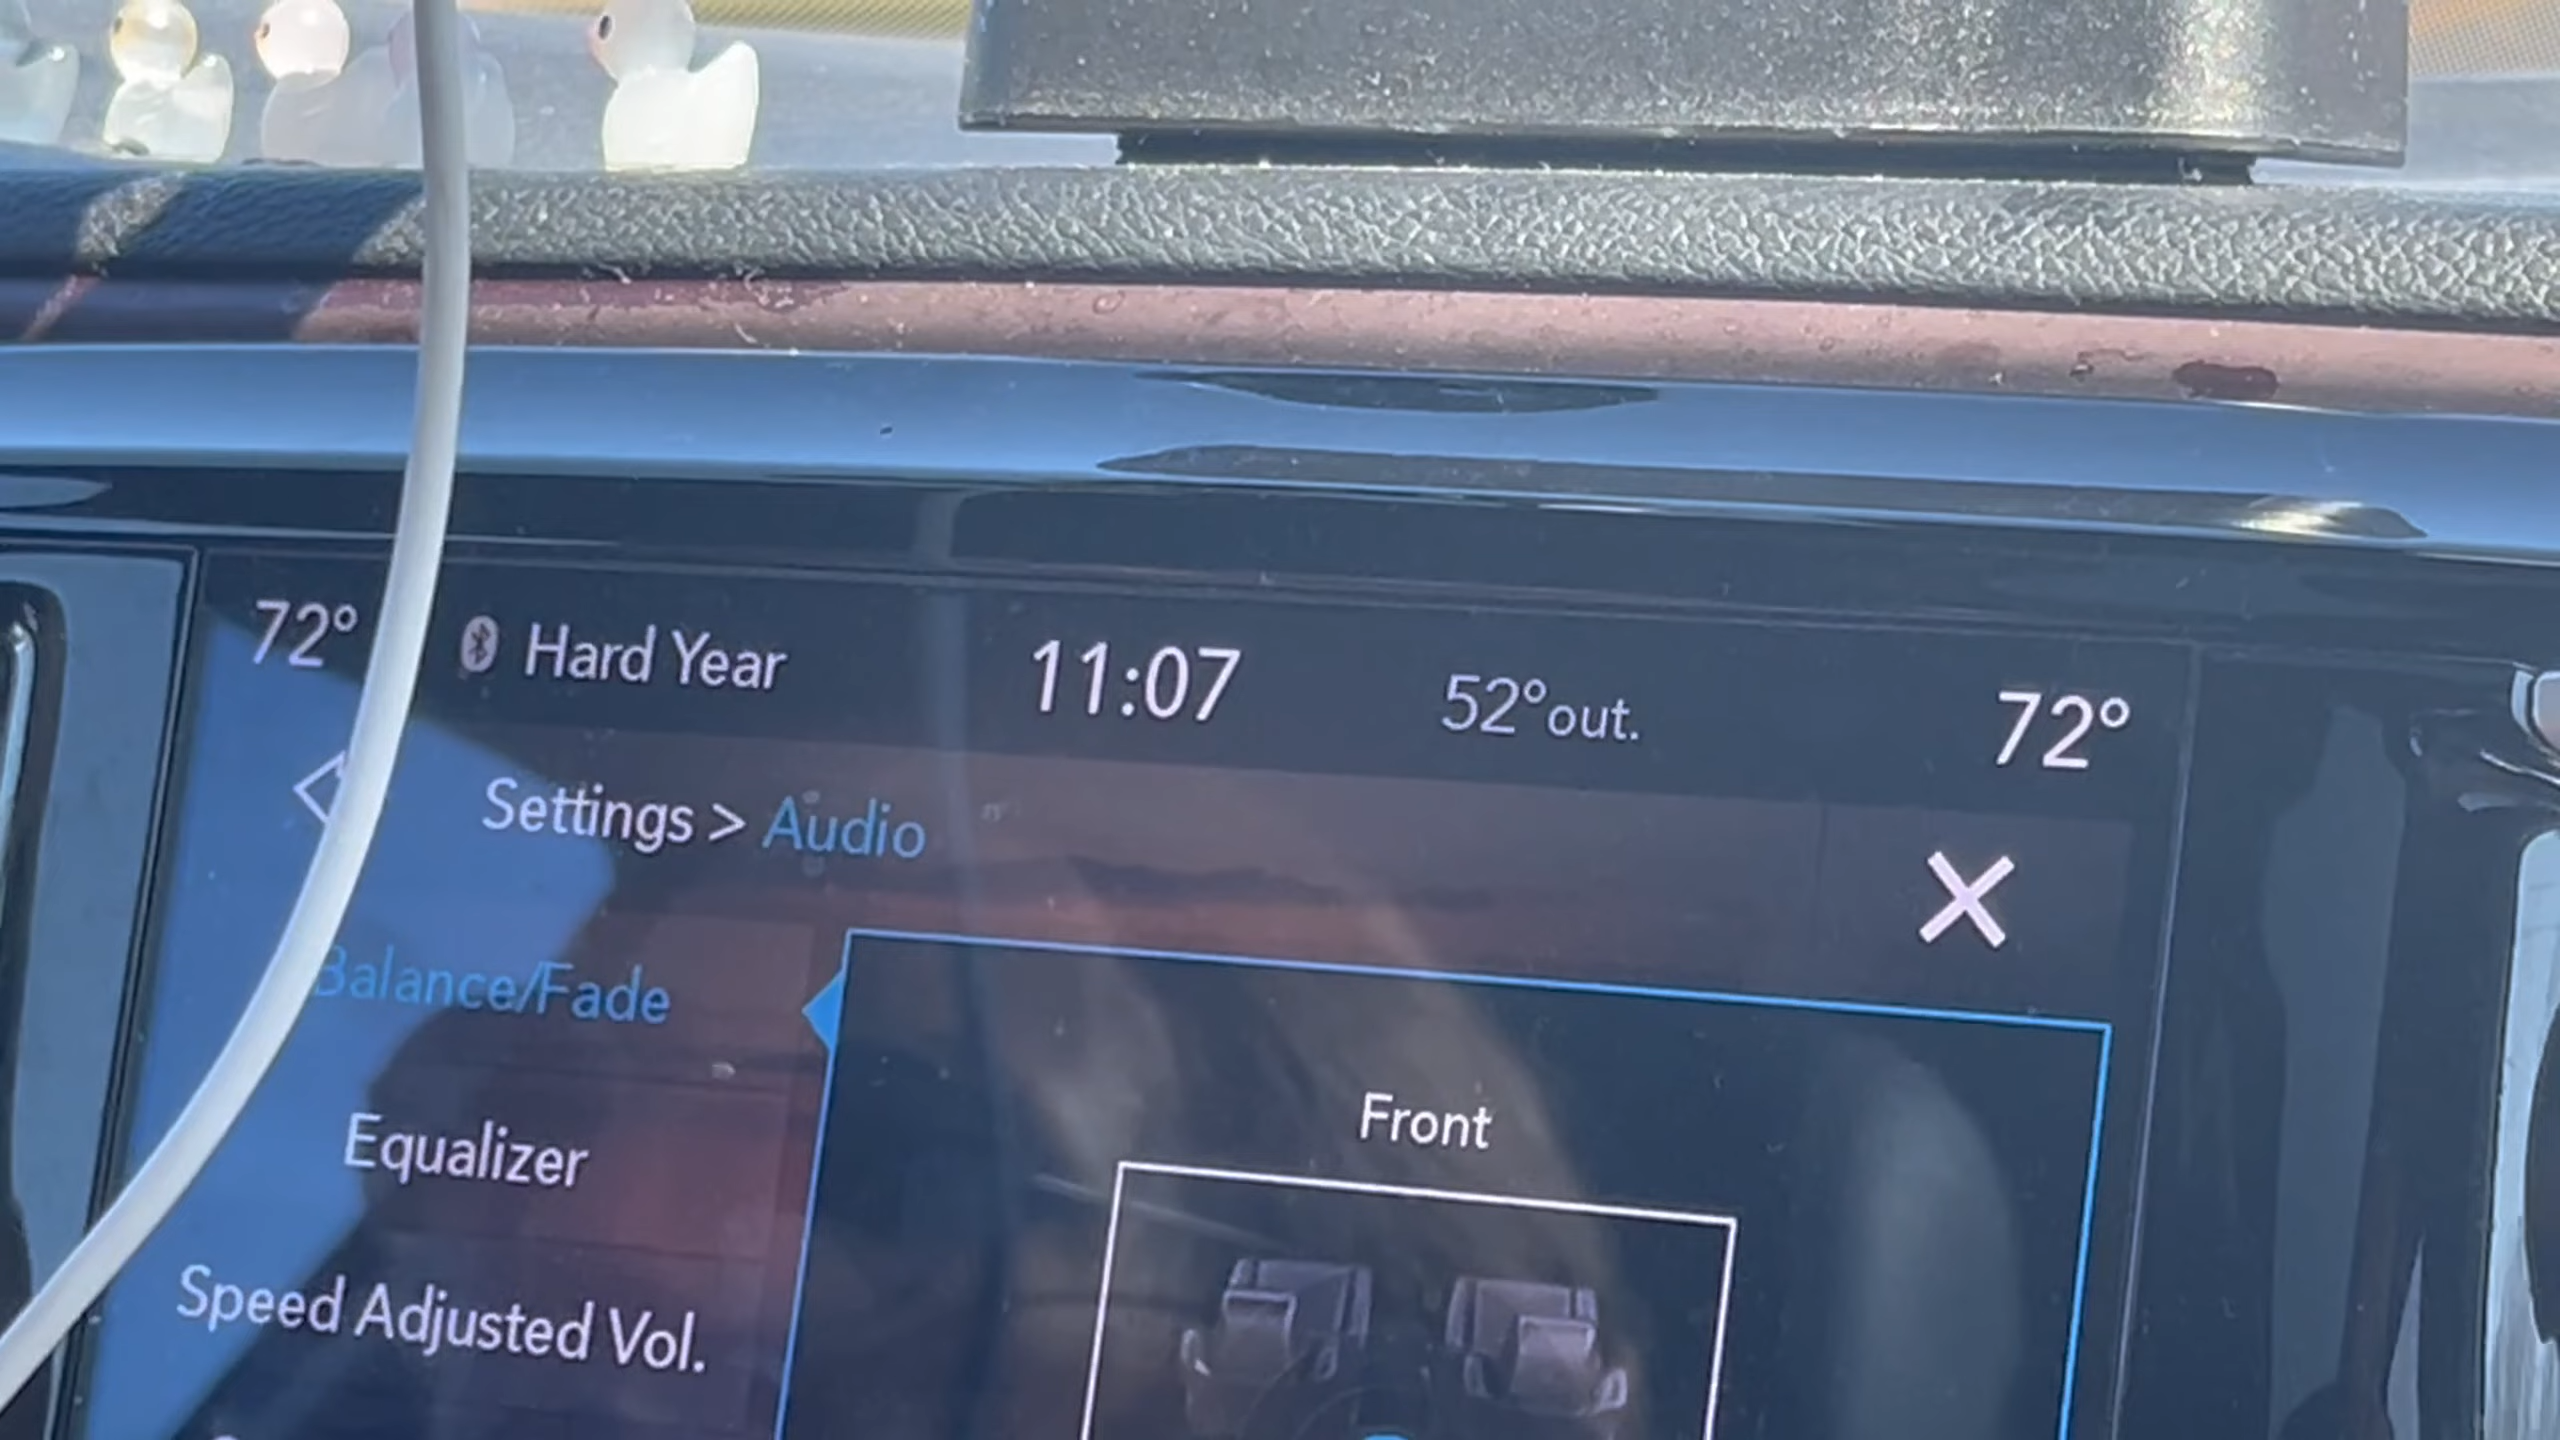 72° Hard Year 11:07 52° out. 72°
Settings > Audio
Balance/Fade
Front
Equalizer
Speed Adjusted Vol.